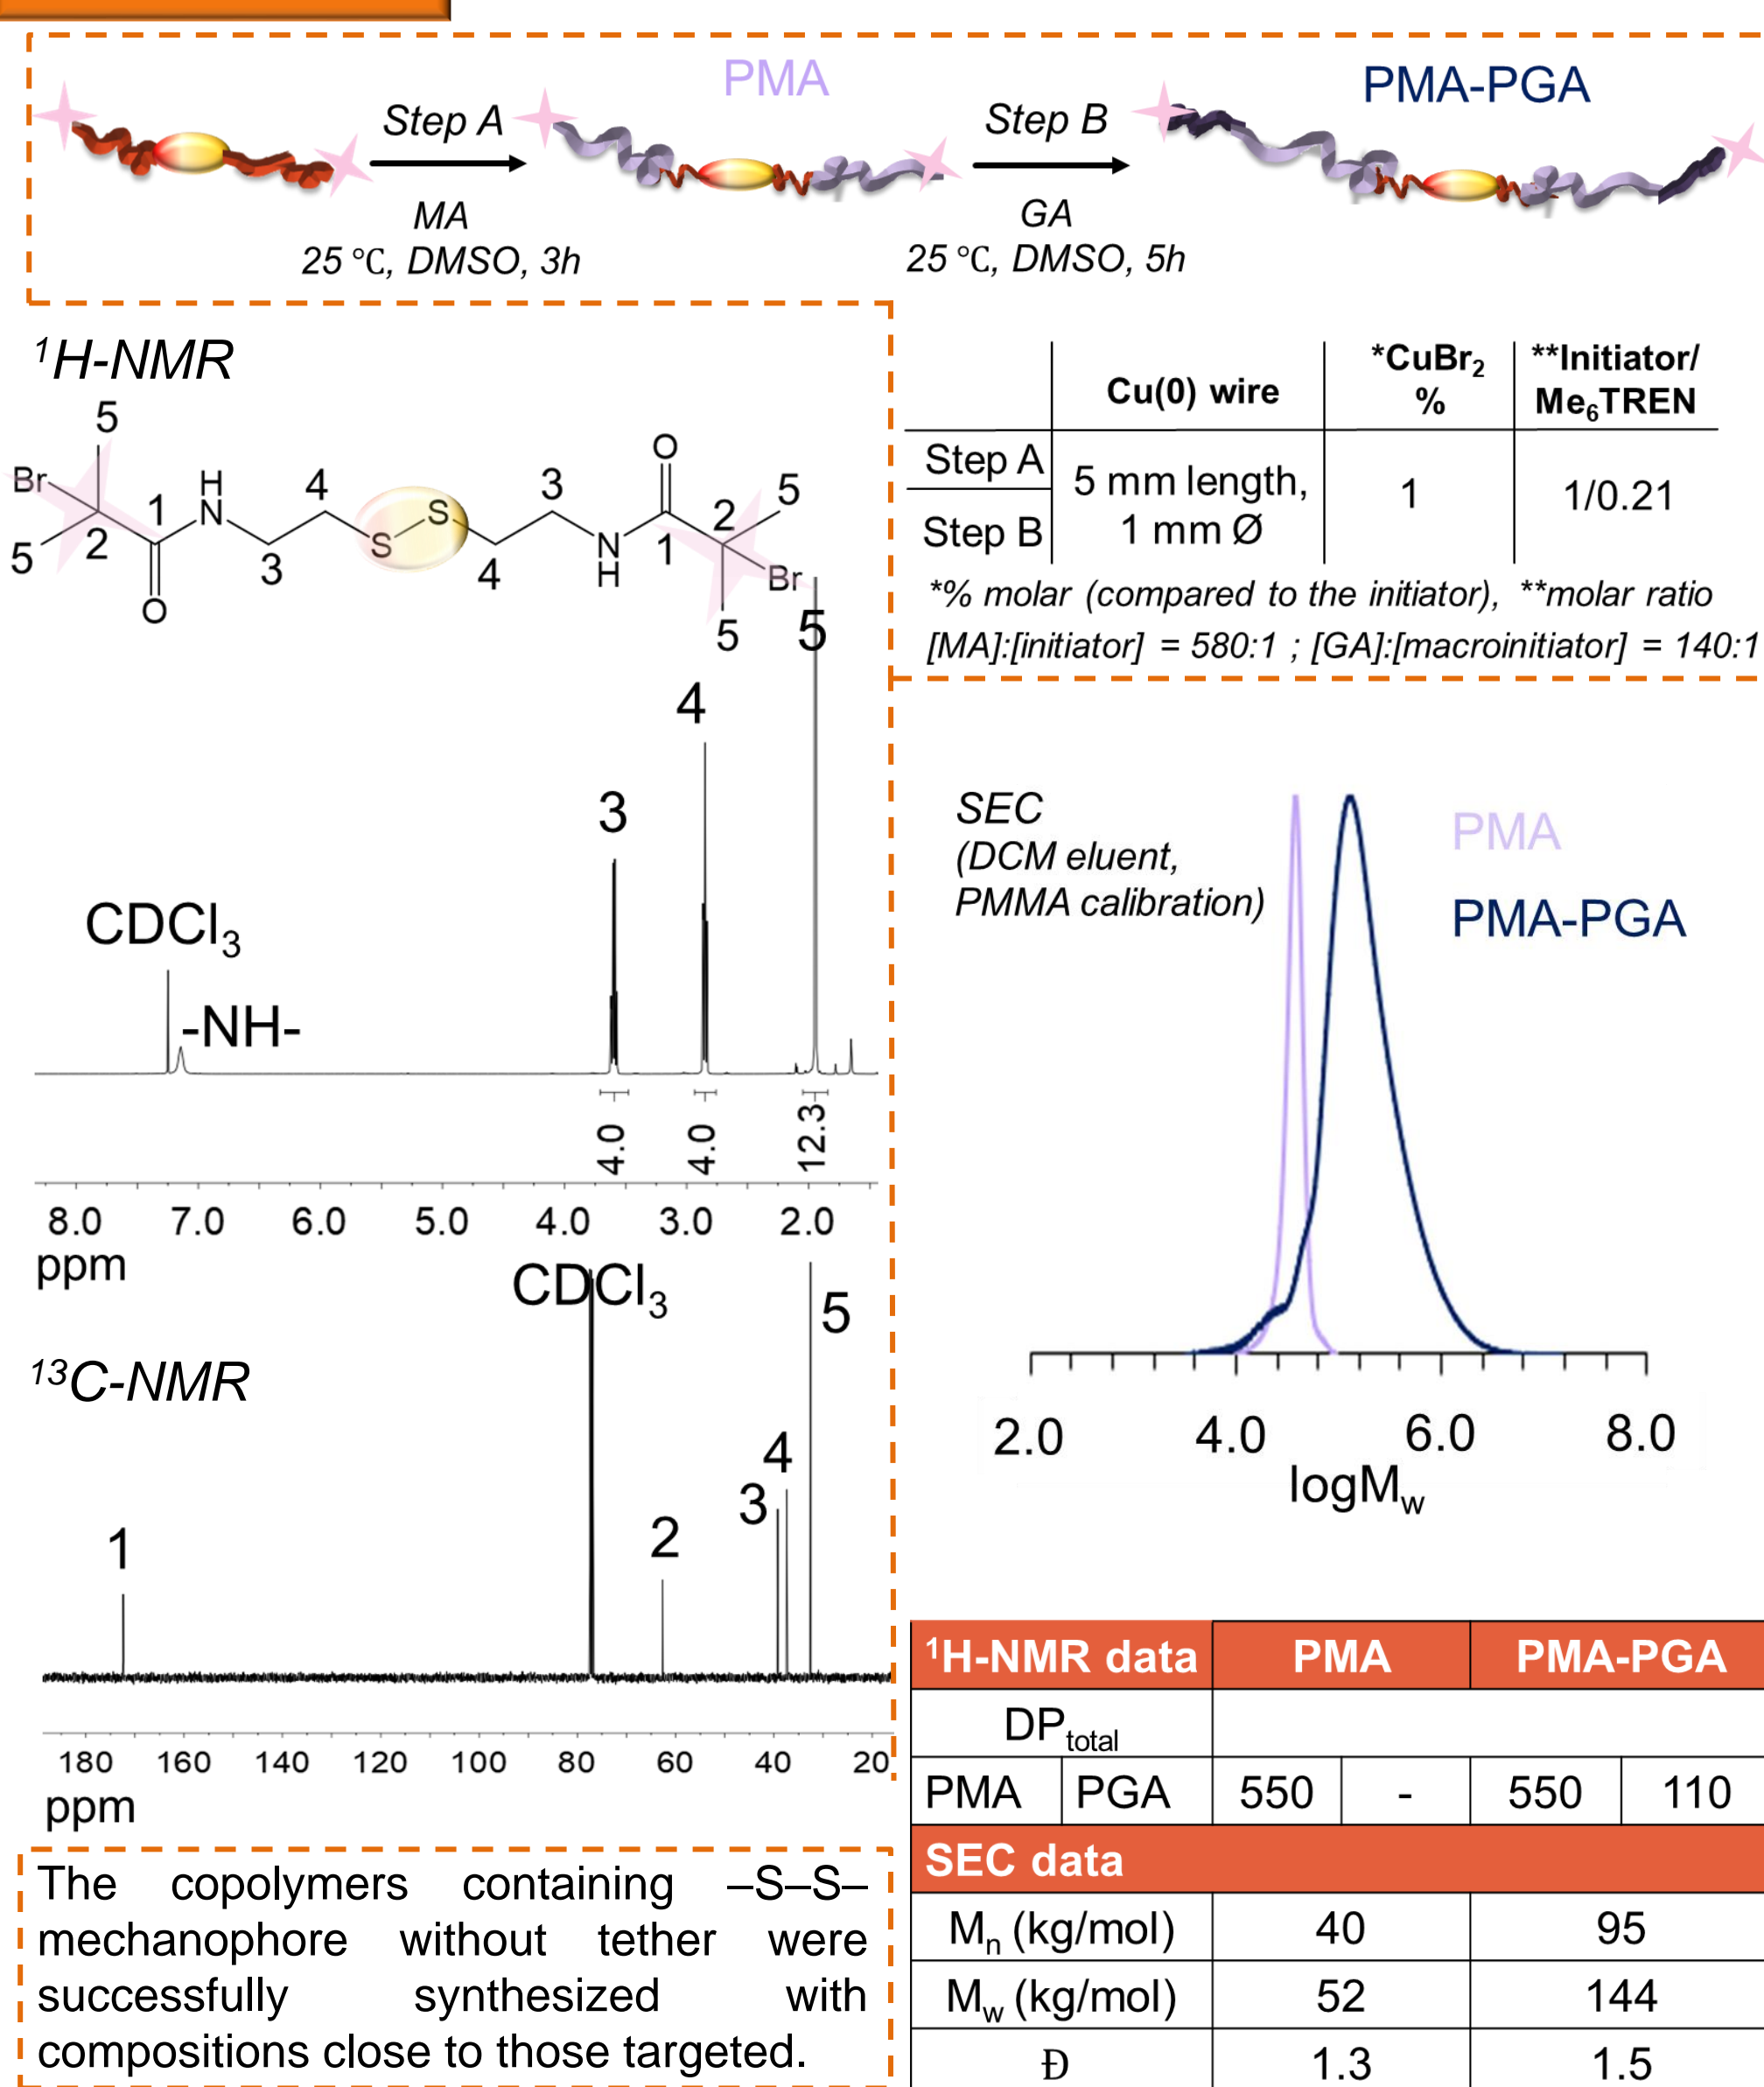 PMA
PMA-PGA
Step A
Step B
MA
GA
25 ℃, DMSO, 3h
25 ℃, DMSO, 5h
¹H-NMR
5
Br
H
N
O
4
3
5
1
4
S
2
5
2
S
N
H
1
Br
5
3
4
O
5
5
Cu(0) wire
*CuBr₂
%
**Initiator/
Me₆TREN
Step A
Step B
5 mm length,
1 mm Ø
1
1/0.21
*% molar (compared to the initiator), **molar ratio
[MA]:[initiator] = 580:1 ; [GA]:[macroinitiator] = 140:1
4
3
CDCl₃
-NH-
4.0
4.0
12.3
8.0 7.0 6.0 5.0 4.0 3.0 2.0
ppm
SEC
(DCM eluent,
PMMA calibration)
PMA
PMA-PGA
2.0 4.0 6.0 8.0
logM_w
CDCl₃
5
¹³C-NMR
4
3
2
1
180 160 140 120 100 80 60 40 20
ppm
¹H-NMR data PMA PMA-PGA
DP_total
PMA PGA 550 - 550 110
SEC data
Mₙ (kg/mol) 40 95
M_w (kg/mol) 52 144
Đ 1.3 1.5
The copolymers containing –S–S–
mechanophore without tether were
successfully synthesized with
compositions close to those targeted.